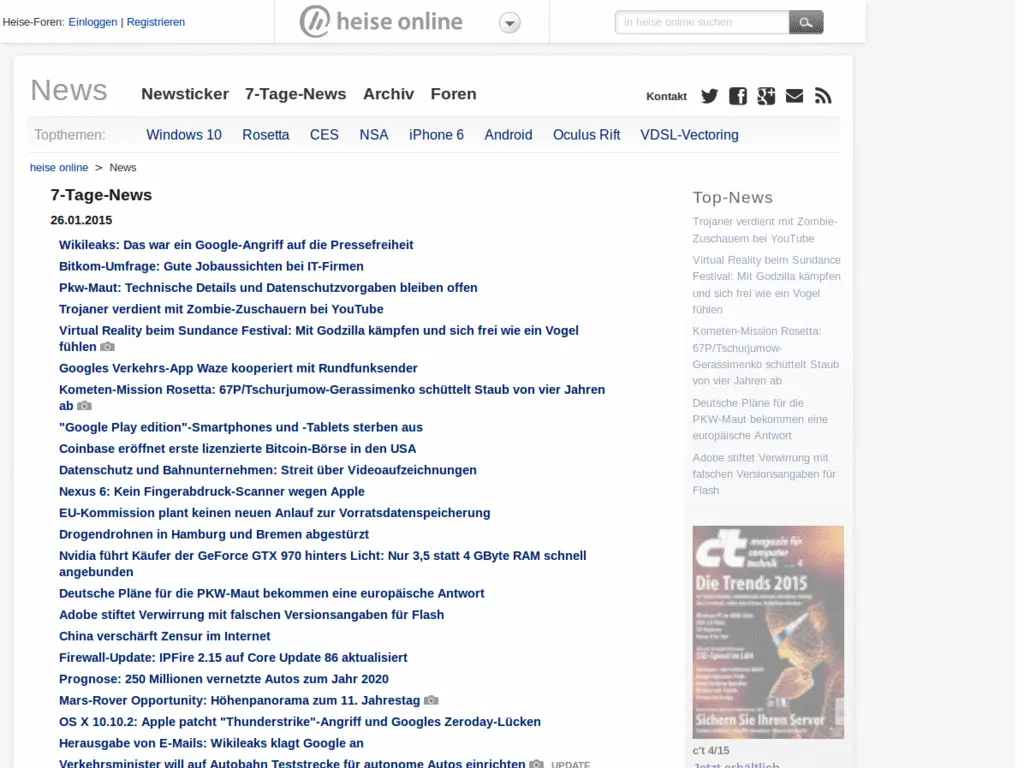 Heise-Foren: Einloggen | Registrieren
heise online
in heise online suchen
News
Newsticker 7-Tage-News Archiv Foren
Kontakt
Topthemen: Windows 10 Rosetta CES NSA iPhone 6 Android Oculus Rift VDSL-Vectoring
heise online > News
7-Tage-News
26.01.2015
Wikileaks: Das war ein Google-Angriff auf die Pressefreiheit
Bitkom-Umfrage: Gute Jobaussichten bei IT-Firmen
Pkw-Maut: Technische Details und Datenschutzvorgaben bleiben offen
Trojaner verdient mit Zombie-Zuschauern bei YouTube
Virtual Reality beim Sundance Festival: Mit Godzilla kämpfen und sich frei wie ein Vogel
fühlen
Googles Verkehrs-App Waze kooperiert mit Rundfunksender
Kometen-Mission Rosetta: 67P/Tschurjumow-Gerassimenko schüttelt Staub von vier Jahren
ab
"Google Play edition"-Smartphones und -Tablets sterben aus
Coinbase eröffnet erste lizenzierte Bitcoin-Börse in den USA
Datenschutz und Bahnunternehmen: Streit über Videoaufzeichnungen
Nexus 6: Kein Fingerabdruck-Scanner wegen Apple
EU-Kommission plant keinen neuen Anlauf zur Vorratsdatenspeicherung
Drogendrohnen in Hamburg und Bremen abgestürzt
Nvidia führt Käufer der GeForce GTX 970 hinters Licht: Nur 3,5 statt 4 GByte RAM schnell
angebunden
Deutsche Pläne für die PKW-Maut bekommen eine europäische Antwort
Adobe stiftet Verwirrung mit falschen Versionsangaben für Flash
China verschärft Zensur im Internet
Firewall-Update: IPFire 2.15 auf Core Update 86 aktualisiert
Prognose: 250 Millionen vernetzte Autos zum Jahr 2020
Mars-Rover Opportunity: Höhenpanorama zum 11. Jahrestag
OS X 10.10.2: Apple patcht "Thunderstrike"-Angriff und Googles Zeroday-Lücken
Herausgabe von E-Mails: Wikileaks klagt Google an
Verkehrsminister will auf Autobahn Teststrecke für autonome Autos einrichten UPDATE
Top-News
Trojaner verdient mit Zombie-
Zuschauern bei YouTube
Virtual Reality beim Sundance
Festival: Mit Godzilla kämpfen
und sich frei wie ein Vogel
fühlen
Kometen-Mission Rosetta:
67P/Tschurjumow-
Gerassimenko schüttelt Staub
von vier Jahren ab
Deutsche Pläne für die
PKW-Maut bekommen eine
europäische Antwort
Adobe stiftet Verwirrung mit
falschen Versionsangaben für
Flash
c't magazin für
computer
technik 4
Die Trends 2015
Sichern Sie Ihren Server
c't 4/15
Jetzt erhältlich